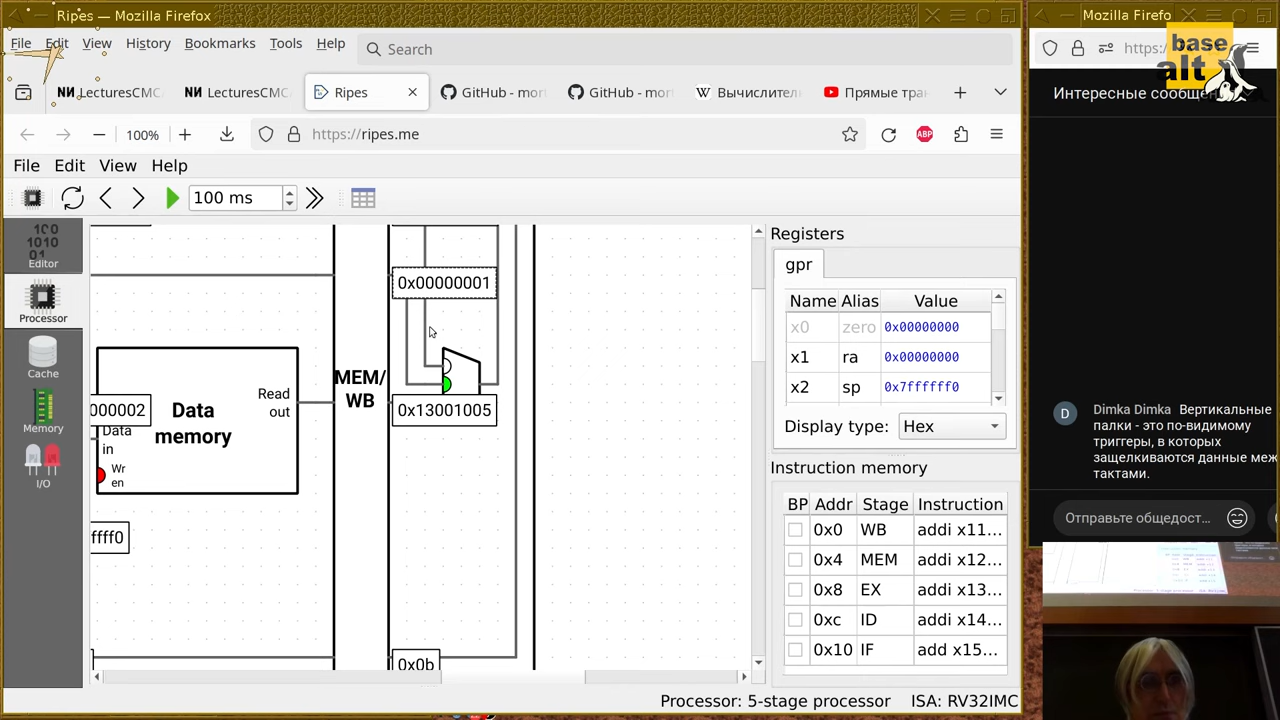 Ripes — Mozilla Firefox
File Edit View History Bookmarks Tools Help
Search
LecturesCMC
LecturesCMC
Ripes
GitHub - mor
GitHub - mor
Вычислител
Прямые тран
100%
https://ripes.me
ABP
File Edit View Help
100 ms
Editor
Processor
Cache
Memory
I/O
0x00000001
MEM/
WB
0x13001005
Read
out
Data
memory
000002
Data
in
Wr
en
ffff0
0x0b
Registers
gpr
Name Alias Value
x0 zero 0x00000000
x1 ra 0x00000000
x2 sp 0x7ffffff0
Display type: Hex
Instruction memory
BP Addr Stage Instruction
0x0 WB addi x11...
0x4 MEM addi x12...
0x8 EX addi x13...
0xc ID addi x14...
0x10 IF addi x15...
Processor: 5-stage processor ISA: RV32IMC
Mozilla Firefo
https:/
base
alt
Интересные сообщен
D
Dimka Dimka Вертикальные
палки - это по-видимому
триггеры, в которых
защелкиваются данные меж
тактами.
Отправьте общедост...